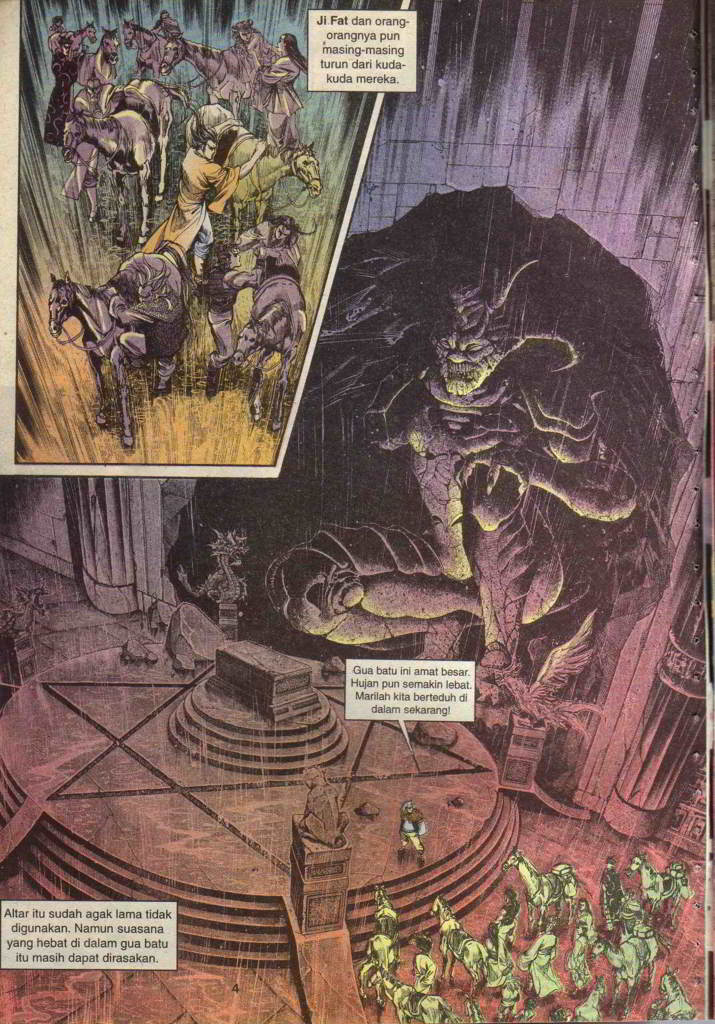 Ji Fat dan orang-
orangnya pun
masing-masing
turun dari kuda-
kuda mereka.
Gua batu ini amat besar.
Hujan pun semakin lebat.
Marilah kita berteduh di
dalam sekarang!
Altar itu sudah agak lama tidak
digunakan. Namun suasana
yang hebat di dalam gua batu
itu masih dapat dirasakan.
4